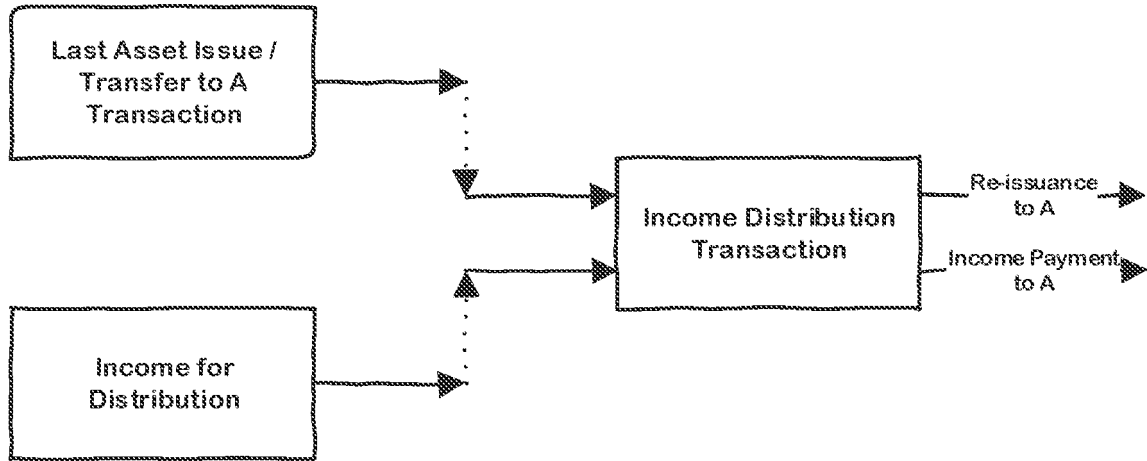 Last Asset Issue /
Transfer to A
Transaction
Re-issuance
to A
Income Distribution
Transaction
Income Payment
to A
Income for
Distribution